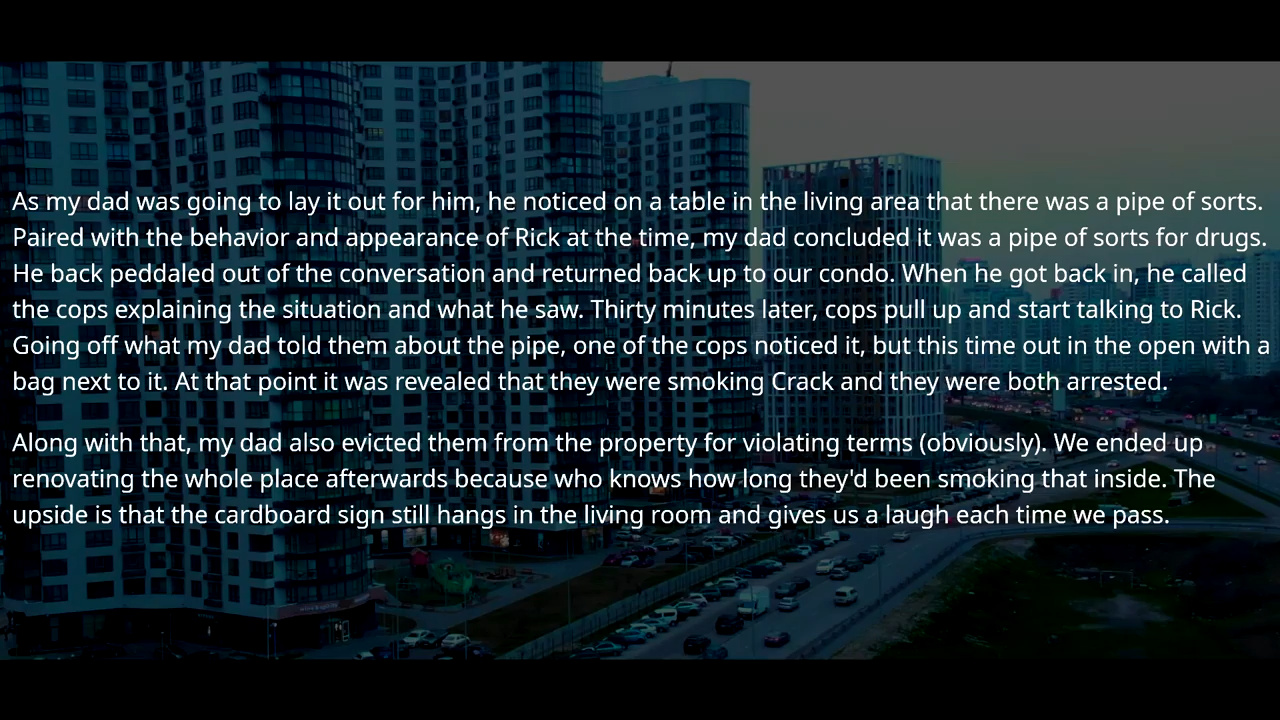 As my dad was going to lay it out for him, he noticed on a table in the living area that there was a pipe of sorts.
Paired with the behavior and appearance of Rick at the time, my dad concluded it was a pipe of sorts for drugs.
He back peddaled out of the conversation and returned back up to our condo. When he got back in, he called
the cops explaining the situation and what he saw. Thirty minutes later, cops pull up and start talking to Rick.
Going off what my dad told them about the pipe, one of the cops noticed it, but this time out in the open with a
bag next to it. At that point it was revealed that they were smoking Crack and they were both arrested.
Along with that, my dad also evicted them from the property for violating terms (obviously). We ended up
renovating the whole place afterwards because who knows how long they'd been smoking that inside. The
upside is that the cardboard sign still hangs in the living room and gives us a laugh each time we pass.